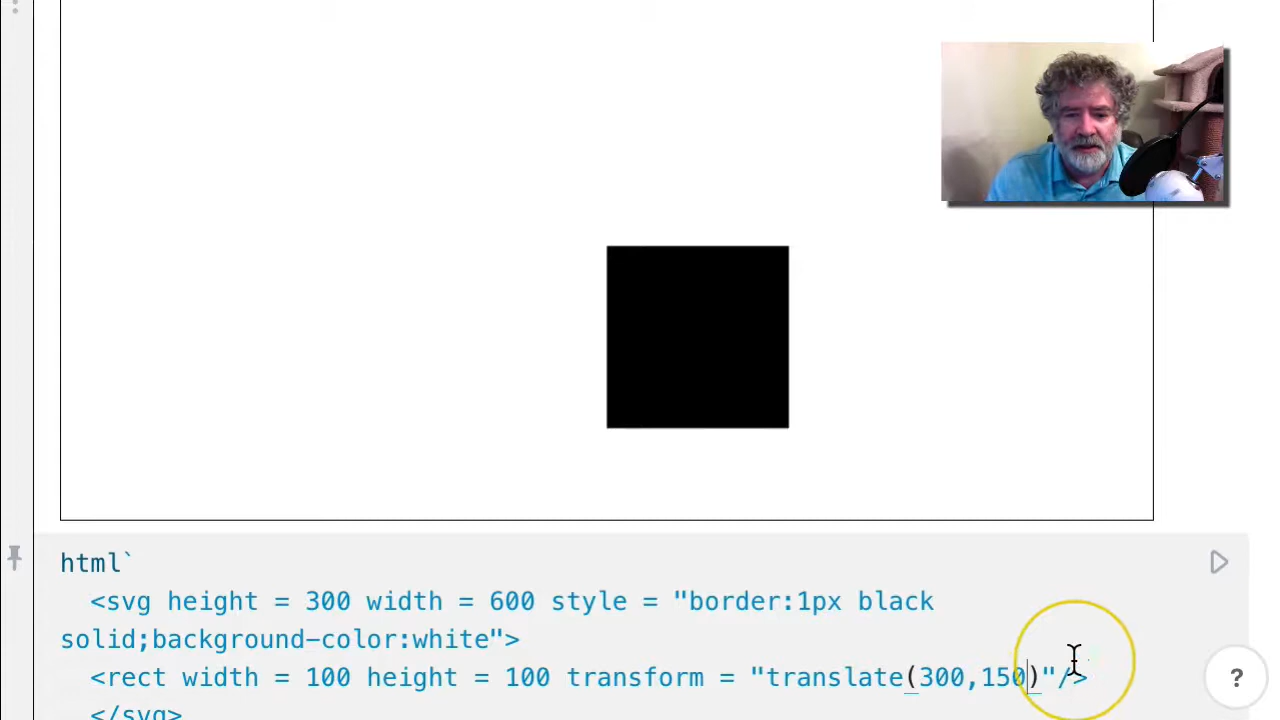 html`
<svg height = 300 width = 600 style = "border:1px black
solid;background-color:white">
<rect width = 100 height = 100 transform = "translate(300,150)"/>
</svg>
?